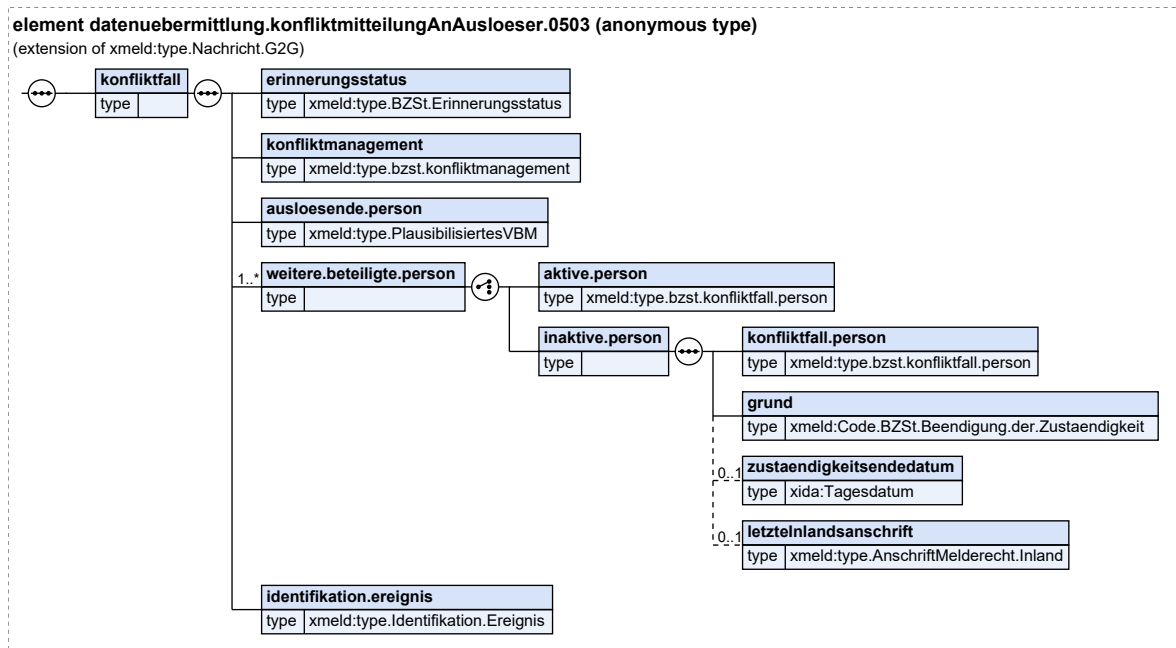 element datenuebermittlung.konfliktmitteilungAnAusloeser.0503 (anonymous type)
(extension of xmeld:type.Nachricht.G2G)
konfliktfall
type
erinnerungsstatus
type xmeld:type.BZSt.Erinnerungsstatus
konfliktmanagement
type xmeld:type.bzst.konfliktmanagement
ausloesende.person
type xmeld:type.PlausibilisiertesVBM
1..*
weitere.beteiligte.person
type
aktive.person
type xmeld:type.bzst.konfliktfall.person
inaktive.person
type
konfliktfall.person
type xmeld:type.bzst.konfliktfall.person
grund
type xmeld:Code.BZSt.Beendigung.der.Zustaendigkeit
0..1
zustaendigkeitsendedatum
type xida:Tagesdatum
0..1
letzteInlandsanschrift
type xmeld:type.AnschriftMelderecht.Inland
identifikation.ereignis
type xmeld:type.Identifikation.Ereignis